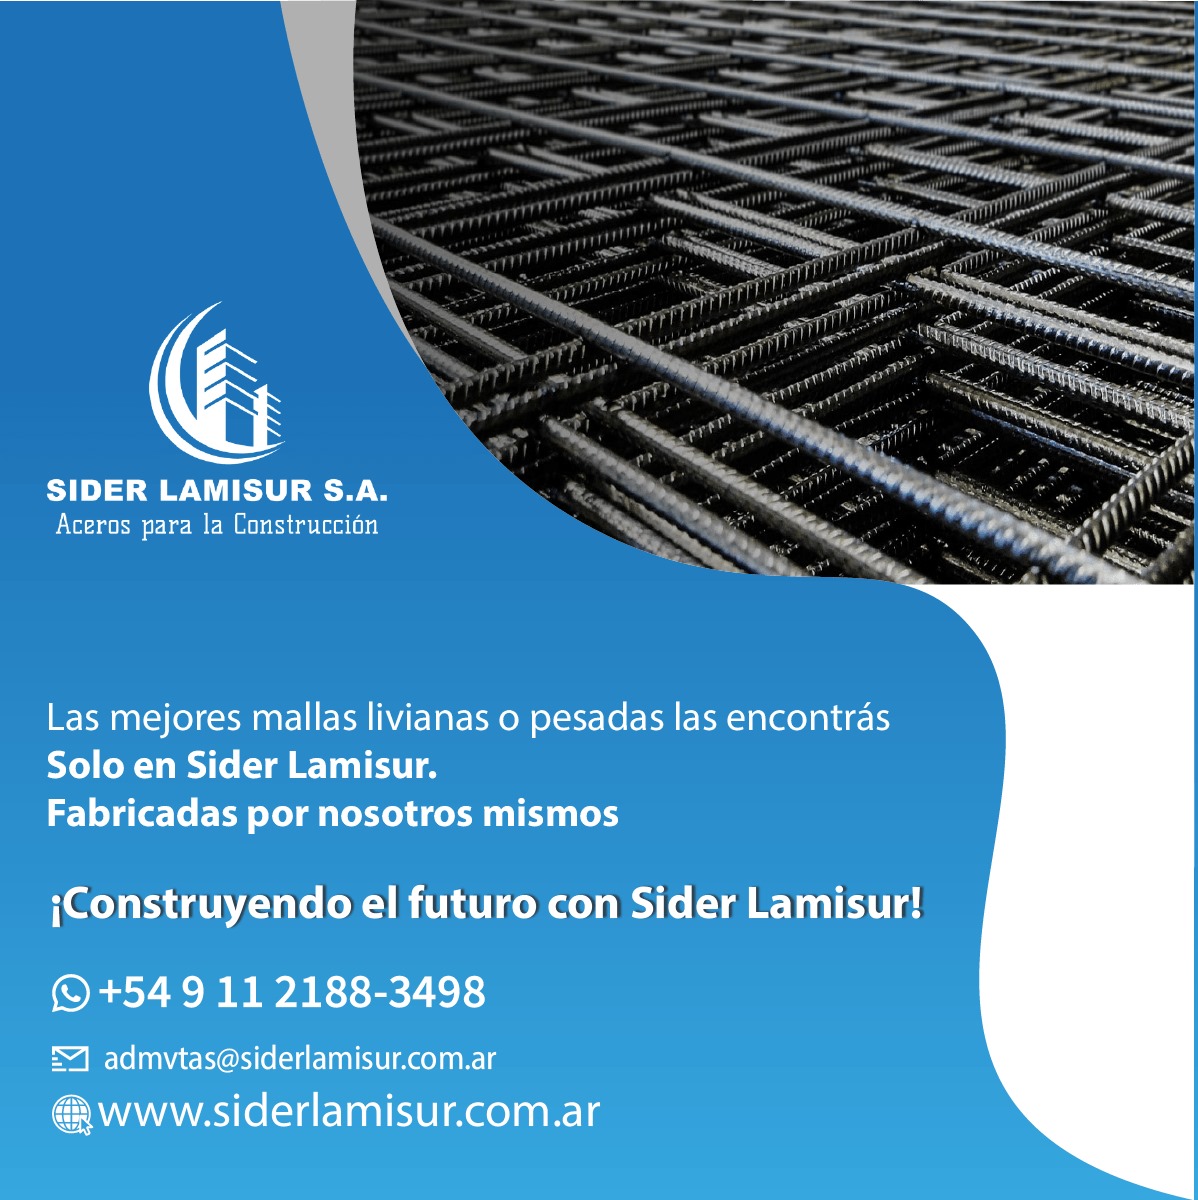 SIDER LAMISUR S.A.
Aceros para la Construcción
Las mejores mallas livianas o pesadas las encontrás
Solo en Sider Lamisur.
Fabricadas por nosotros mismos
¡Construyendo el futuro con Sider Lamisur!
+54 9 11 2188-3498
admvtas@siderlamisur.com.ar
www.siderlamisur.com.ar